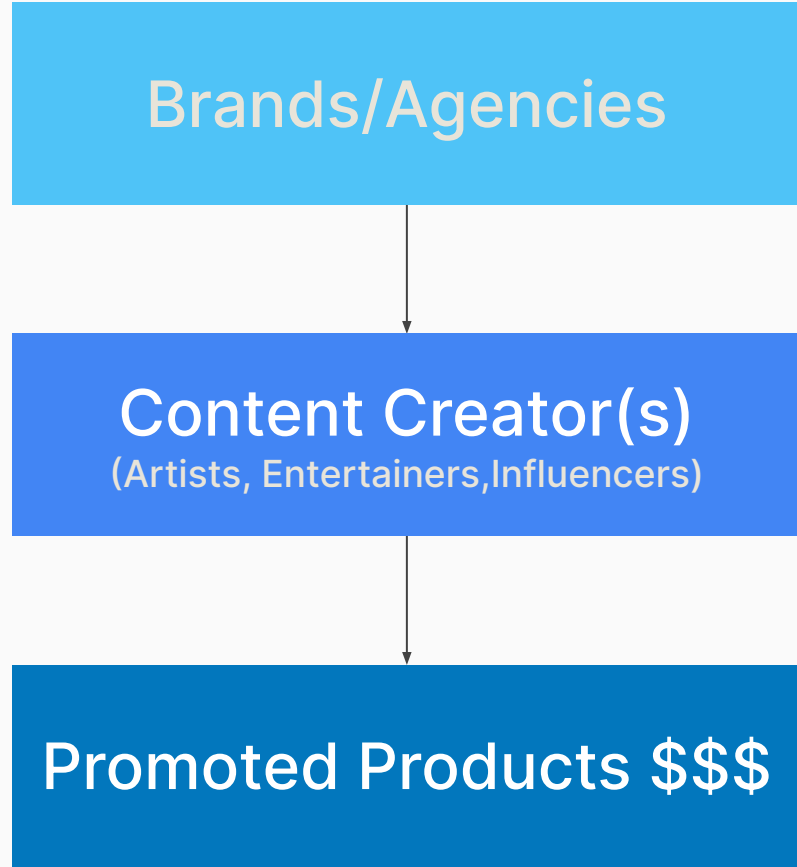 Brands/Agencies
Content Creator(s)
(Artists, Entertainers,Influencers)
Promoted Products $$$